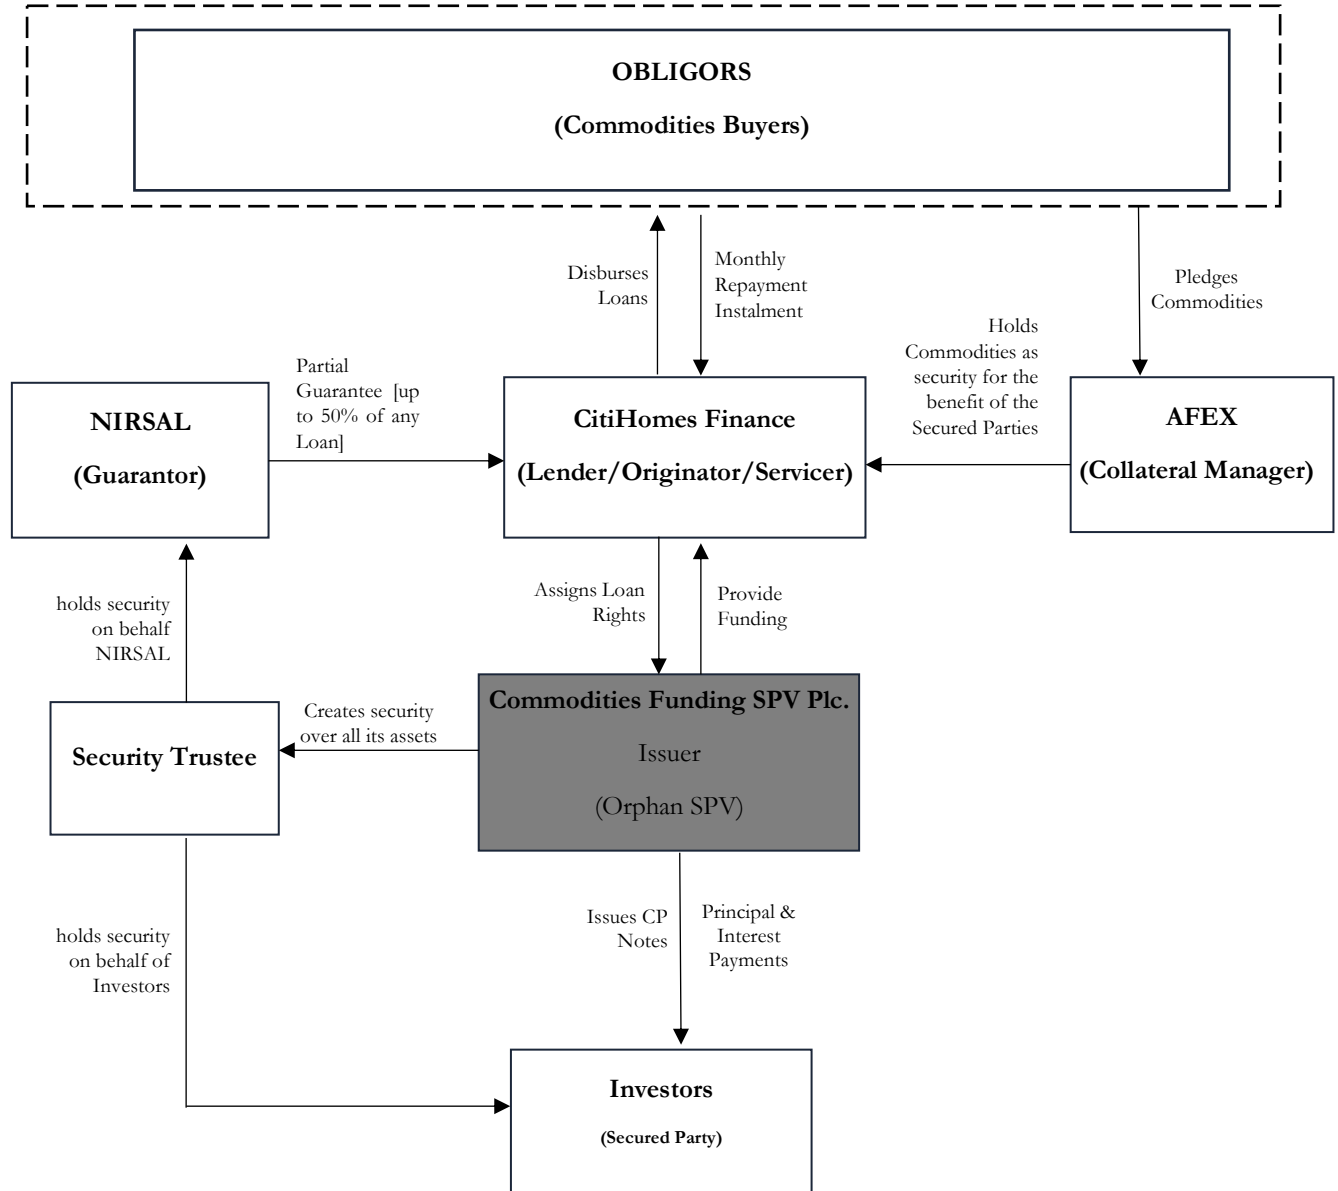 OBLIGORS
(Commodities Buyers)
Disburses
Loans
Monthly
Repayment
Instalment
Pledges
Commodities
Holds
Commodities as
security for the
benefit of the
Secured Parties
Partial
Guarantee [up
to 50% of any
Loan]
NIRSAL
(Guarantor)
CitiHomes Finance
(Lender/Originator/Servicer)
AFEX
(Collateral Manager)
holds security
on behalf
NIRSAL
Assigns Loan
Rights
Provide
Funding
Security Trustee
Creates security
over all its assets
Commodities Funding SPV Plc.
Issuer
(Orphan SPV)
holds security
on behalf of
Investors
Issues CP
Notes
Principal &
Interest
Payments
Investors
(Secured Party)